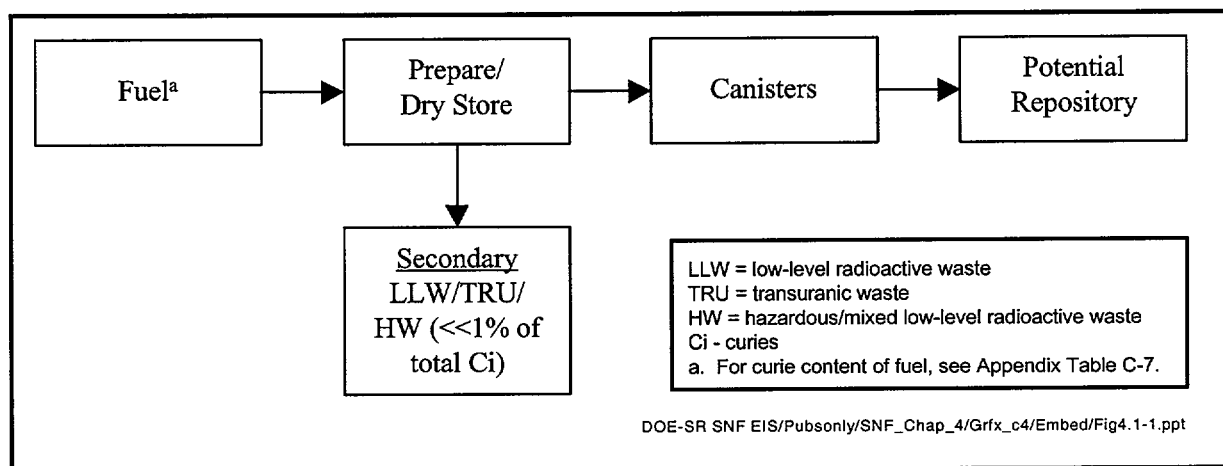 Fuelᵃ
Prepare/
Dry Store
Canisters
Potential
Repository
Secondary
LLW/TRU/
HW (<<1% of
total Ci)
LLW = low-level radioactive waste
TRU = transuranic waste
HW = hazardous/mixed low-level radioactive waste
Ci - curies
a. For curie content of fuel, see Appendix Table C-7.
DOE-SR SNF EIS/Pubsonly/SNF_Chap_4/Grfx_c4/Embed/Fig4.1-1.ppt